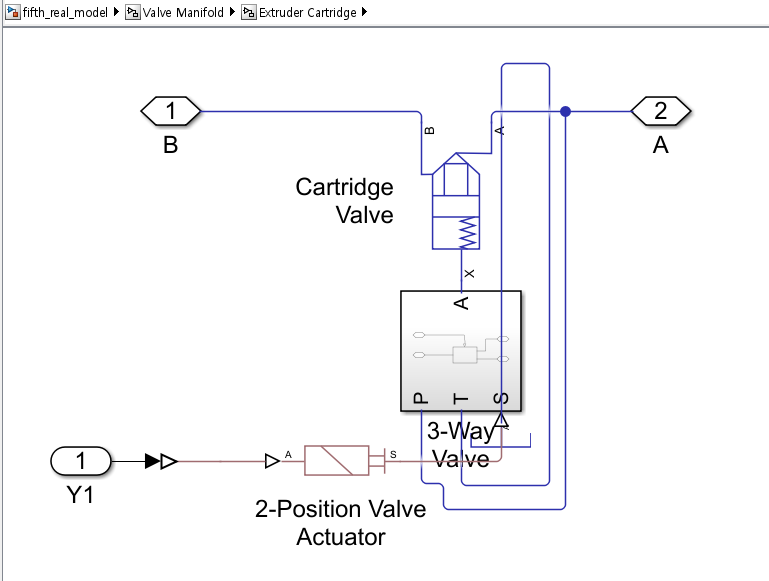 fifth_real_model Valve Manifold Extruder Cartridge
1 2
B A
B A
Cartridge
Valve
X
A
P T S
3-Way
Valve
A
1 A S
Y1
2-Position Valve
Actuator